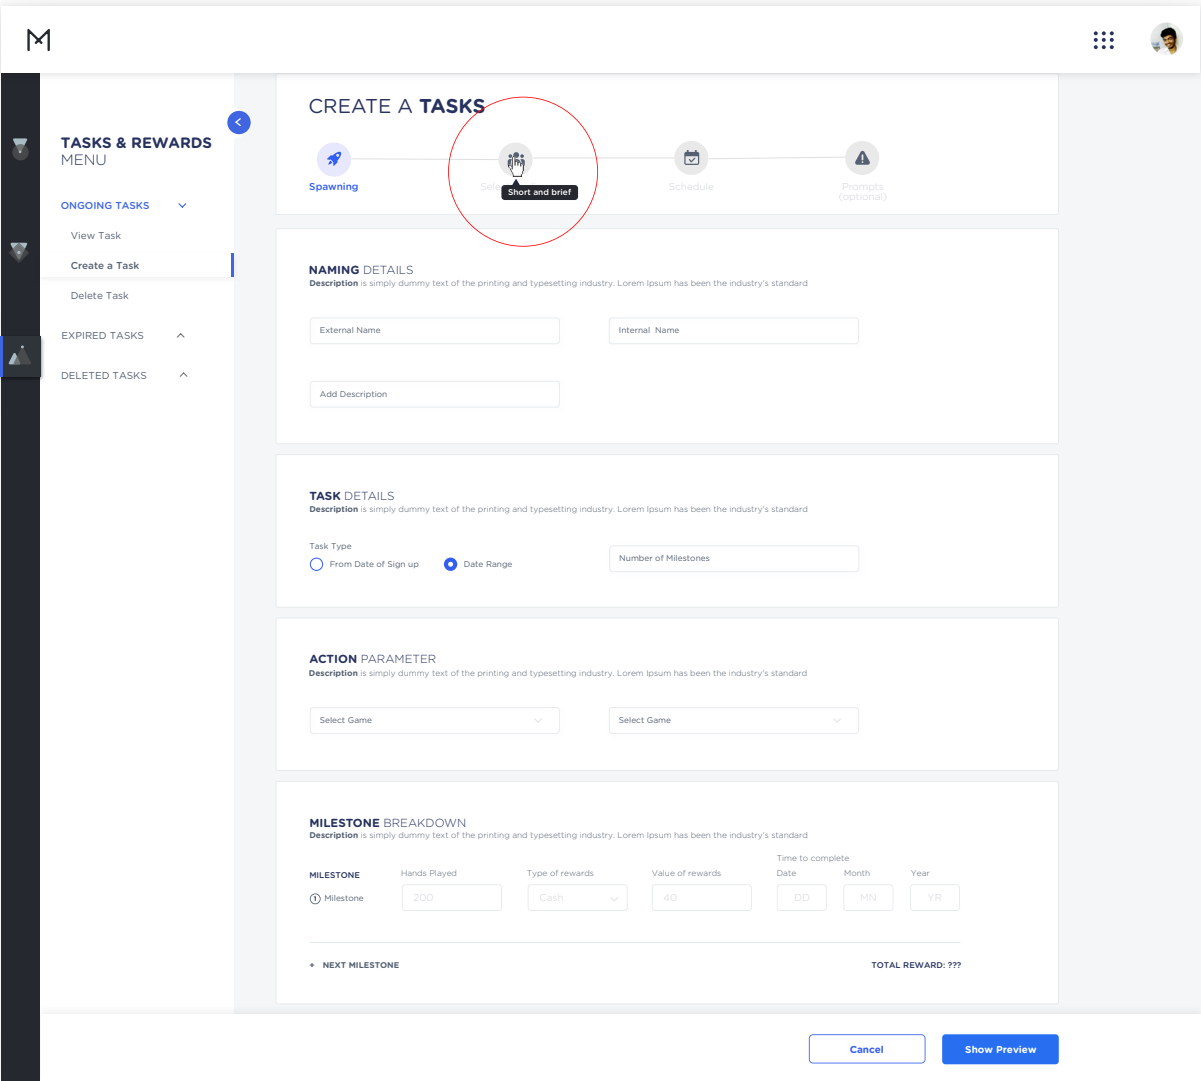 M
CREATE A TASKS
Spawning
Short and brief
Schedule
Prompts
(optional)
TASKS & REWARDS
MENU
ONGOING TASKS
View Task
Create a Task
Delete Task
EXPIRED TASKS
DELETED TASKS
NAMING DETAILS
Description is simply dummy text of the printing and typesetting industry. Lorem Ipsum has been the industry's standard
External Name
Internal Name
Add Description
TASK DETAILS
Description is simply dummy text of the printing and typesetting industry. Lorem Ipsum has been the industry's standard
Task Type
From Date of Sign up
Date Range
Number of Milestones
ACTION PARAMETER
Description is simply dummy text of the printing and typesetting industry. Lorem Ipsum has been the industry's standard
Select Game
Select Game
MILESTONE BREAKDOWN
Description is simply dummy text of the printing and typesetting industry. Lorem Ipsum has been the industry's standard
Time to complete
MILESTONE Hands Played Type of rewards Value of rewards Date Month Year
1 Milestone 200 Cash 40 DD MN YR
+ NEXT MILESTONE
TOTAL REWARD: ???
Cancel
Show Preview